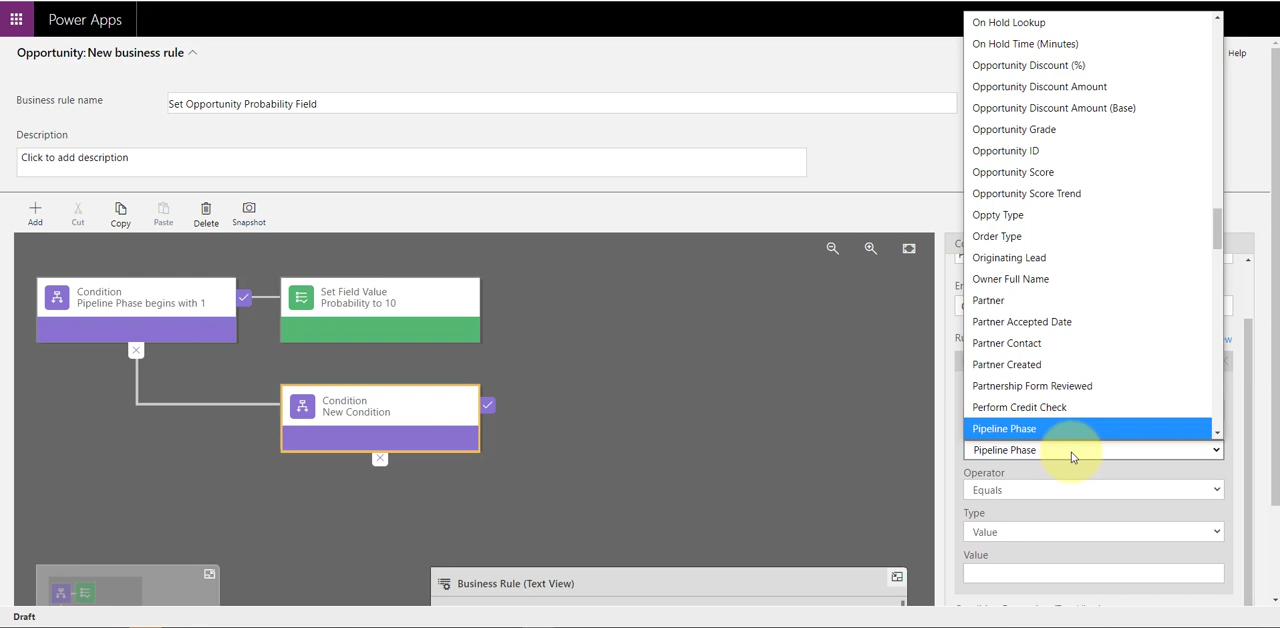 Power Apps
Opportunity: New business rule
Help
Business rule name
Set Opportunity Probability Field
Description
Click to add description
Add
Cut
Copy
Paste
Delete
Snapshot
Condition
Pipeline Phase begins with 1
Set Field Value
Probability to 10
Condition
New Condition
Business Rule (Text View)
Draft
On Hold Lookup
On Hold Time (Minutes)
Opportunity Discount (%)
Opportunity Discount Amount
Opportunity Discount Amount (Base)
Opportunity Grade
Opportunity ID
Opportunity Score
Opportunity Score Trend
Oppty Type
Order Type
Originating Lead
Owner Full Name
Partner
Partner Accepted Date
Partner Contact
Partner Created
Partnership Form Reviewed
Perform Credit Check
Pipeline Phase
Pipeline Phase
Operator
Equals
Type
Value
Value